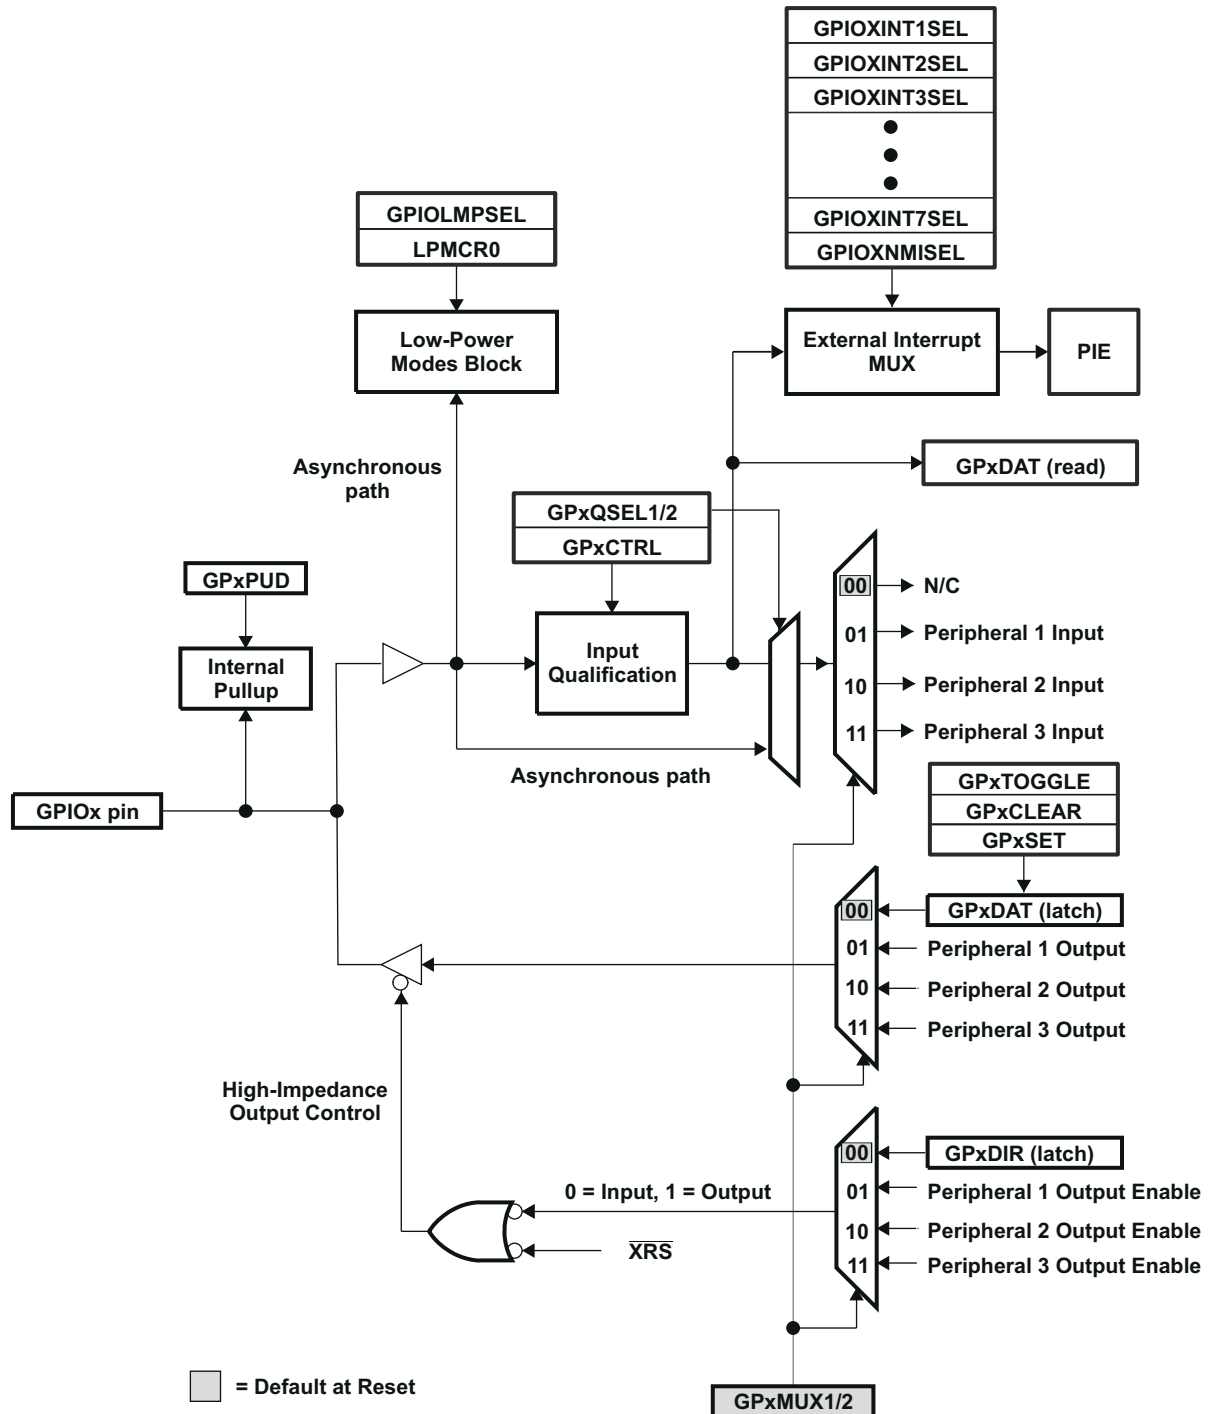 GPIOXINT1SEL
GPIOXINT2SEL
GPIOXINT3SEL
GPIOXINT7SEL
GPIOXNMISEL
GPIOLMPSEL
LPMCR0
Low-Power
Modes Block
External Interrupt
MUX
PIE
Asynchronous
path
GPxDAT (read)
GPxQSEL1/2
GPxCTRL
GPxPUD
Internal
Pullup
Input
Qualification
00
N/C
01
Peripheral 1 Input
10
Peripheral 2 Input
11
Peripheral 3 Input
Asynchronous path
GPIOx pin
GPxTOGGLE
GPxCLEAR
GPxSET
00
GPxDAT (latch)
01
Peripheral 1 Output
10
Peripheral 2 Output
11
Peripheral 3 Output
High-Impedance
Output Control
00
GPxDIR (latch)
0 = Input, 1 = Output
01
Peripheral 1 Output Enable
10
Peripheral 2 Output Enable
XRS
11
Peripheral 3 Output Enable
= Default at Reset
GPxMUX1/2